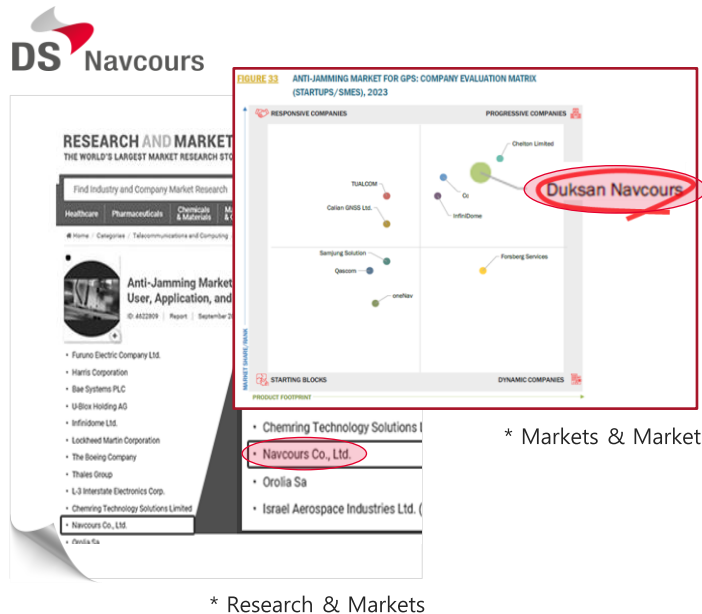 DS Navcours
RESEARCH AND MARKET
THE WORLD'S LARGEST MARKET RESEARCH STO
Find Industry and Company Market Research
Healthcare Pharmaceuticals Chemicals & Materials
Home / Categories / Telecommunications and Computing /
Anti-Jamming Market
User, Application, and
ID: 4622809 Report September 20
• Furuno Electric Company Ltd.
• Harris Corporation
• Bae Systems PLC
• U-Blox Holding AG
• Infinidome Ltd.
• Lockheed Martin Corporation
• The Boeing Company
• Thales Group
• L-3 Interstate Electronics Corp.
• Chemring Technology Solutions Limited
• Navcours Co., Ltd.
• Orolia Sa
FIGURE 33 ANTI-JAMMING MARKET FOR GPS: COMPANY EVALUATION MATRIX
(STARTUPS/SMES), 2023
RESPONSIVE COMPANIES
PROGRESSIVE COMPANIES
Chelton Limited
Duksan Navcours
TUALCOM
Cc
Calian GNSS Ltd.
InfiniDome
Samjung Solution
Forsberg Services
Qascom
oneNav
MARKET SHARE/RANK
STARTING BLOCKS
DYNAMIC COMPANIES
PRODUCT FOOTPRINT
• Chemring Technology Solutions L
• Navcours Co., Ltd.
• Orolia Sa
• Israel Aerospace Industries Ltd. (
* Markets & Market
* Research & Markets